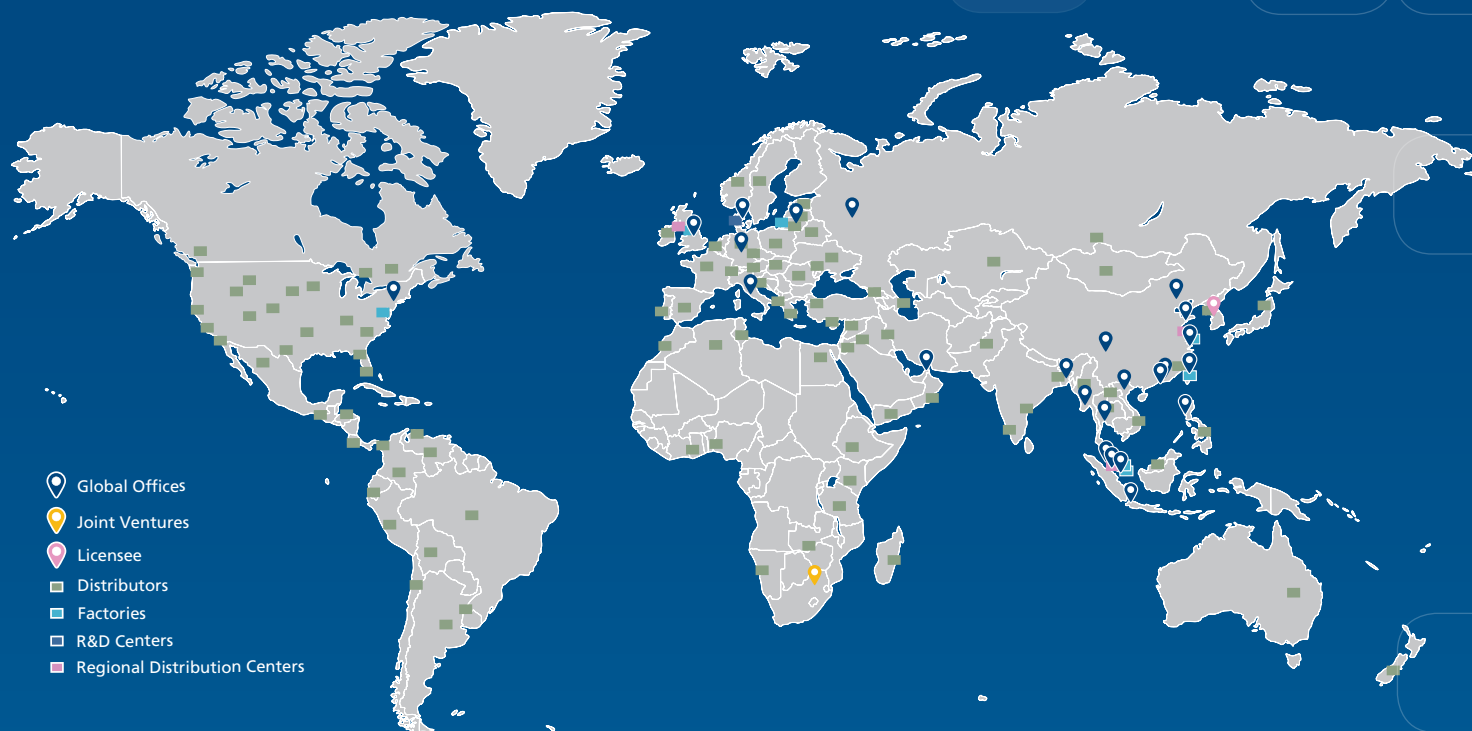 Global Offices
Joint Ventures
Licensee
Distributors
Factories
R&D Centers
Regional Distribution Centers